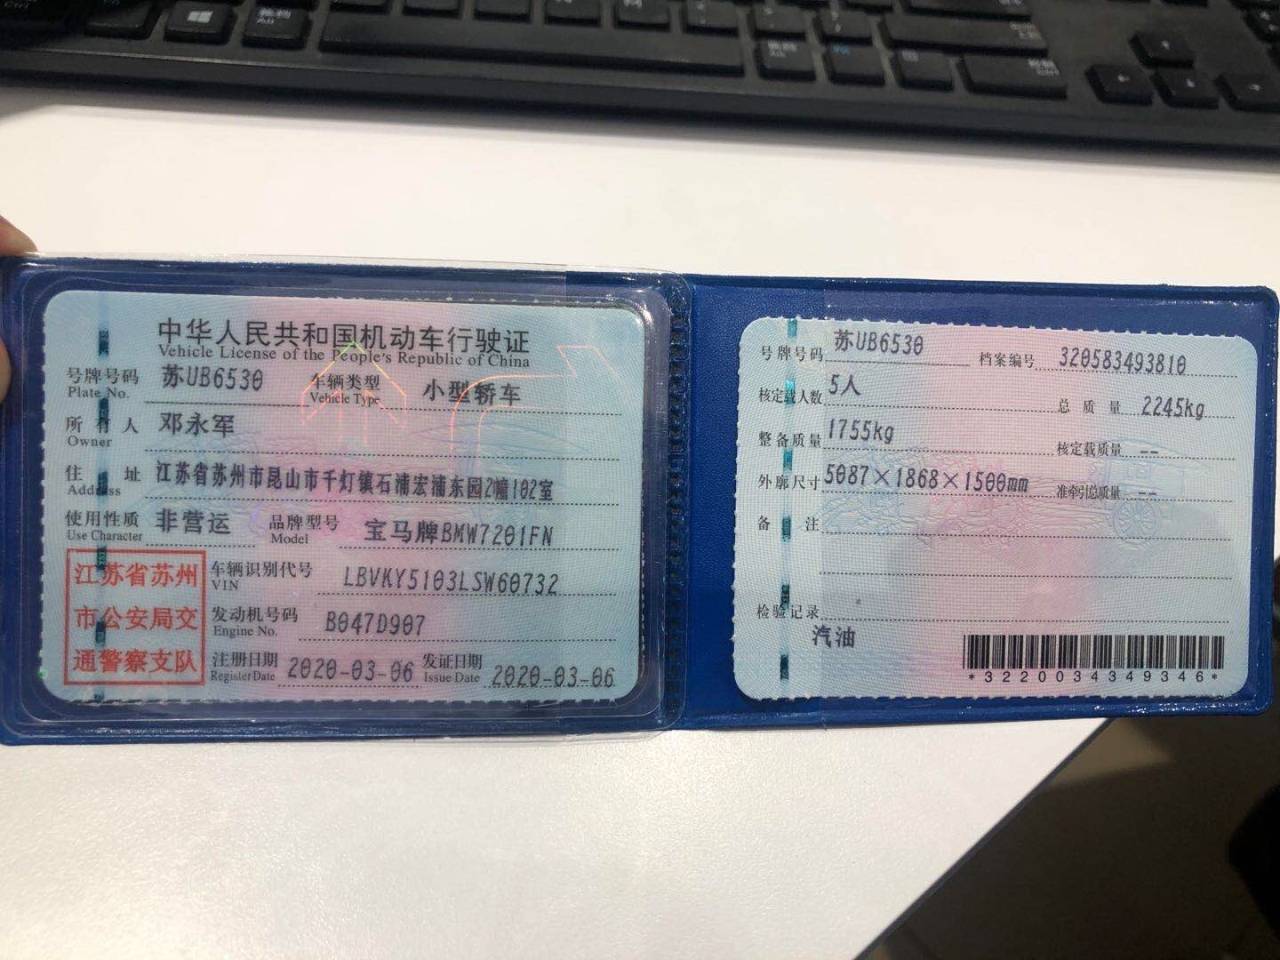 中华人民共和国机动车行驶证
Vehicle License of the People's Republic of China
号牌号码 Plate No. 苏UB6530 车辆类型 Vehicle Type 小型轿车
所有人 Owner 邓永军
住址 Address 江苏省苏州市昆山市千灯镇石浦宏浦东园2幢102室
使用性质 Use Character 非营运 品牌型号 Model 宝马牌BMW7201FN
江苏省苏州
市公安局交
通警察支队
车辆识别代号 VIN LBVKY5103LSW60732
发动机号码 Engine No. B047D907
注册日期 Register Date 2020-03-06 发证日期 Issue Date 2020-03-06
号牌号码 苏UB6530 档案编号 320583493810
核定载人数 5人 总质量 2245kg
整备质量 1755kg 核定载质量 --
外廓尺寸 5087×1868×1500mm 准牵引总质量 --
备注
检验记录
汽油
*3220034349346*